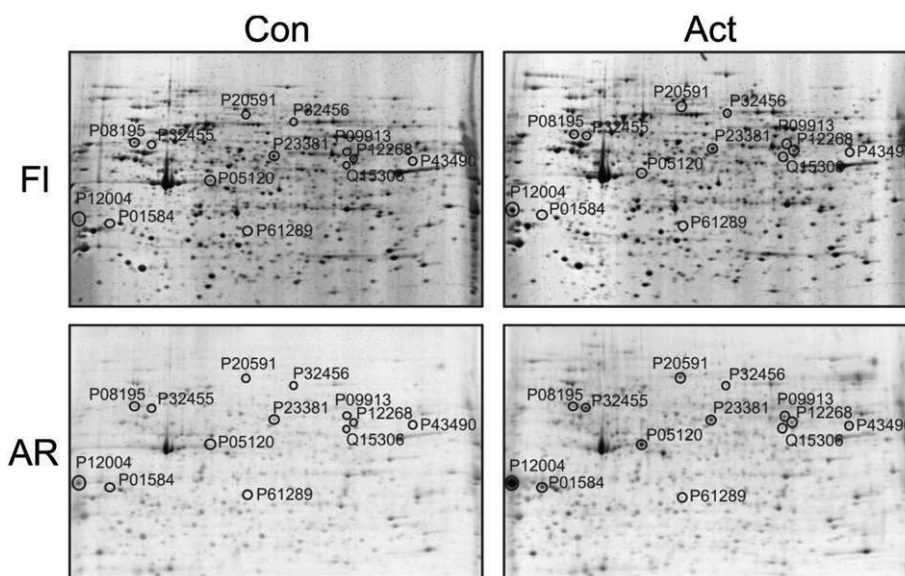 Con Act
FI
P20591 P32456
P08195 P32455 P09913
P23381 P12268
P43490
P05120 Q15306
P12004
P01584
P61289
P20591
P32456
P08195 P32455 P09913
P23381 P12268
P43490
P05120 Q15306
P12004
P01584
P61289
AR
P20591 P32456
P08195 P32455 P09913
P23381 P12268
P43490
P05120 Q15306
P12004
P01584
P61289
P20591 P32456
P08195 P32455 P09913
P23381 P12268
P43490
P05120 Q15306
P12004
P01584
P61289